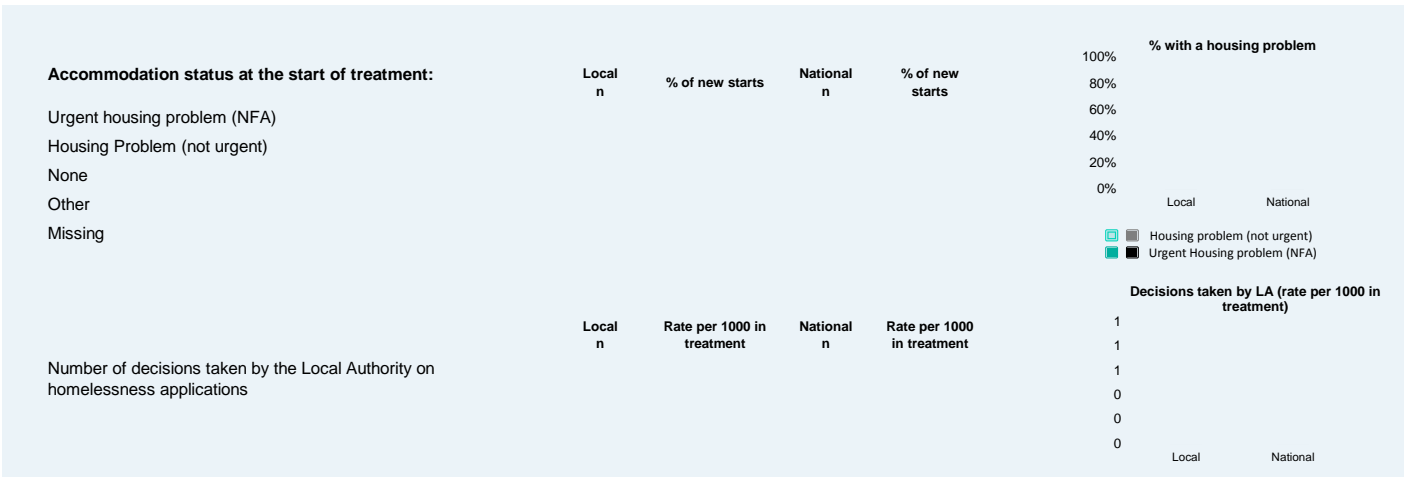 Accommodation status at the start of treatment:
Local n
% of new starts
National n
% of new starts
Urgent housing problem (NFA)
Housing Problem (not urgent)
None
Other
Missing
% with a housing problem
100%
80%
60%
40%
20%
0%
Local
National
Housing problem (not urgent)
Urgent Housing problem (NFA)
Local n
Rate per 1000 in treatment
National n
Rate per 1000 in treatment
Number of decisions taken by the Local Authority on
homelessness applications
Decisions taken by LA (rate per 1000 in
treatment)
1
1
1
0
0
0
Local
National